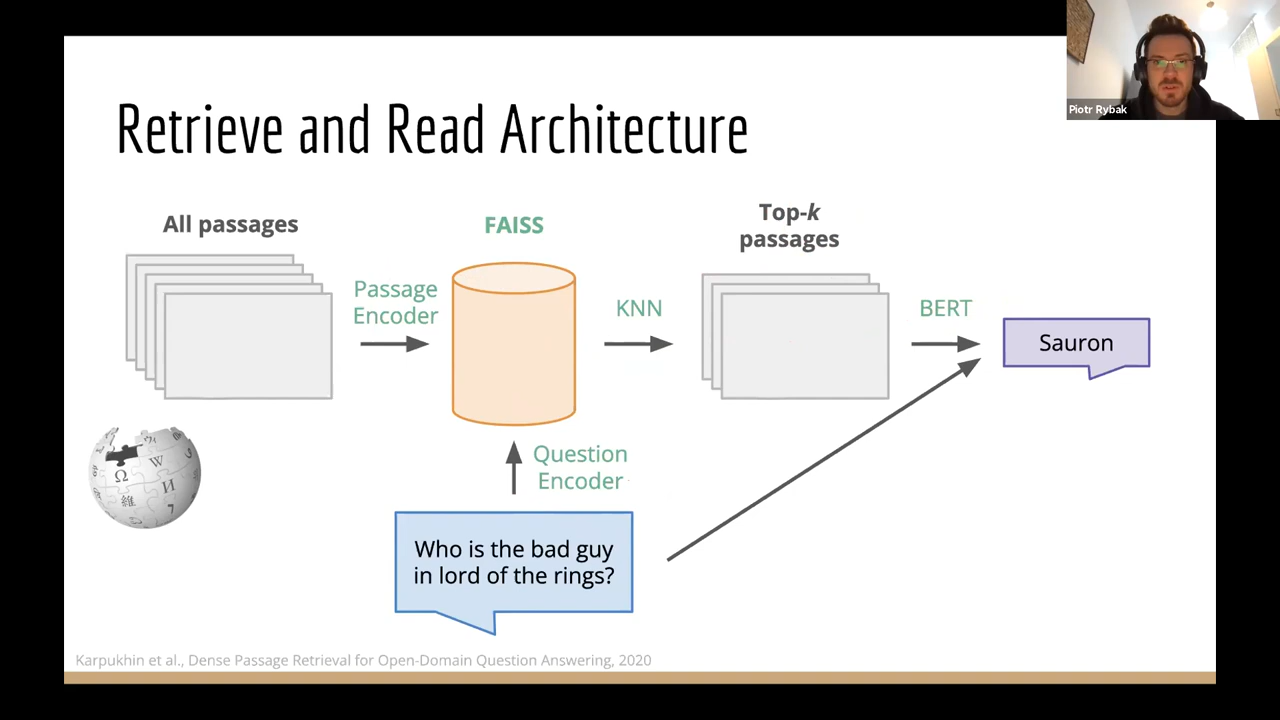 Piotr Rybak
Retrieve and Read Architecture
All passages
FAISS
Top-k
passages
Passage
Encoder
KNN
BERT
Sauron
Question
Encoder
Who is the bad guy
in lord of the rings?
Ω
W
И
維
Karpukhin et al., Dense Passage Retrieval for Open-Domain Question Answering, 2020